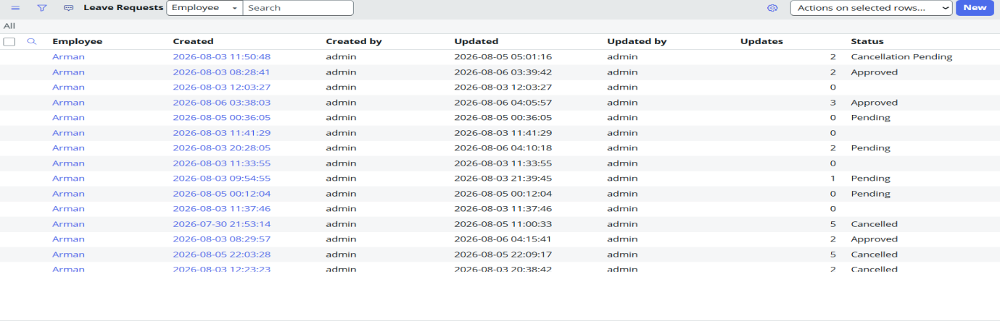 Leave Requests Employee Search Actions on selected rows... New
All
Employee Created Created by Updated Updated by Updates Status
Arman 2026-08-03 11:50:48 admin 2026-08-05 05:01:16 admin 2 Cancellation Pending
Arman 2026-08-03 08:28:41 admin 2026-08-06 03:39:42 admin 2 Approved
Arman 2026-08-03 12:03:27 admin 2026-08-03 12:03:27 admin 0
Arman 2026-08-06 03:38:03 admin 2026-08-06 04:05:57 admin 3 Approved
Arman 2026-08-05 00:36:05 admin 2026-08-05 00:36:05 admin 0 Pending
Arman 2026-08-03 11:41:29 admin 2026-08-03 11:41:29 admin 0
Arman 2026-08-03 20:28:05 admin 2026-08-06 04:10:18 admin 2 Pending
Arman 2026-08-03 11:33:55 admin 2026-08-03 11:33:55 admin 0
Arman 2026-08-03 09:54:55 admin 2026-08-03 21:39:45 admin 1 Pending
Arman 2026-08-05 00:12:04 admin 2026-08-05 00:12:04 admin 0 Pending
Arman 2026-08-03 11:37:46 admin 2026-08-03 11:37:46 admin 0
Arman 2026-07-30 21:53:14 admin 2026-08-05 11:00:33 admin 5 Cancelled
Arman 2026-08-03 08:29:57 admin 2026-08-06 04:15:41 admin 2 Approved
Arman 2026-08-05 22:03:28 admin 2026-08-05 22:09:17 admin 5 Cancelled
Arman 2026-08-03 12:23:23 admin 2026-08-03 20:38:42 admin 2 Cancelled